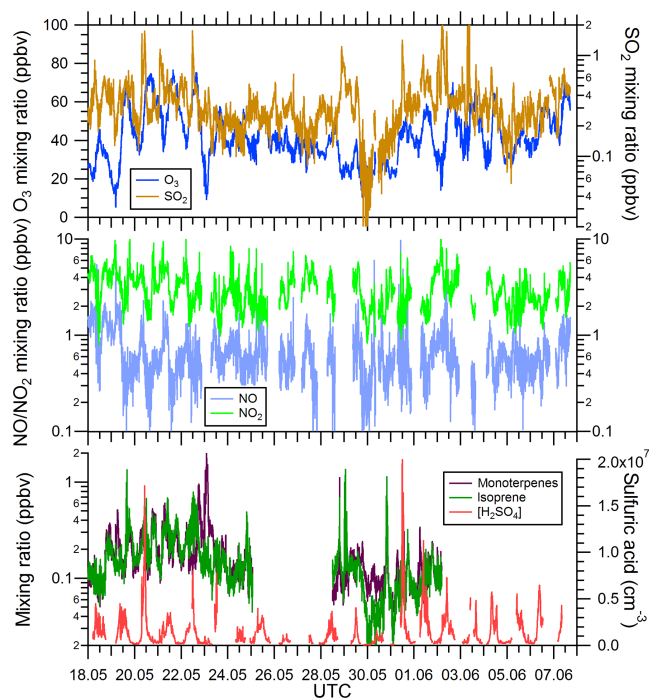 O₃ mixing ratio (ppbv)
100
80
60
40
20
0
O₃
SO₂
2
1
6
4
2
0.1
6
4
2
SO₂ mixing
ratio (ppbv)
NO/NO₂ mixing ratio (ppbv)
10
6
4
2
1
6
4
2
0.1
NO
NO₂
10
6
4
2
1
6
4
2
0.1
Mixing ratio (ppbv)
2
1
6
4
2
0.1
6
4
2
Monoterpenes
Isoprene
[H₂SO₄]
2.0x10⁷
1.5
1.0
0.5
0.0
Sulfuric acid (cm⁻³)
18.05 20.05 22.05 24.05 26.05 28.05 30.05 01.06 03.06 05.06 07.06
UTC